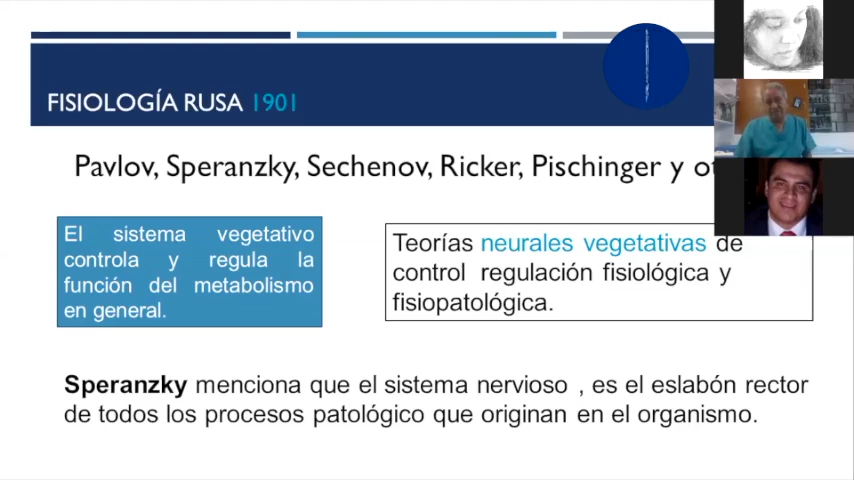 FISIOLOGÍA RUSA 1901
Pavlov, Speranzky, Sechenov, Ricker, Pischinger y
El sistema vegetativo
controla y regula la
función del metabolismo
en general.
Teorías neurales vegetativas de
control regulación fisiológica y
fisiopatológica.
Speranzky menciona que el sistema nervioso , es el eslabón rector
de todos los procesos patológico que originan en el organismo.